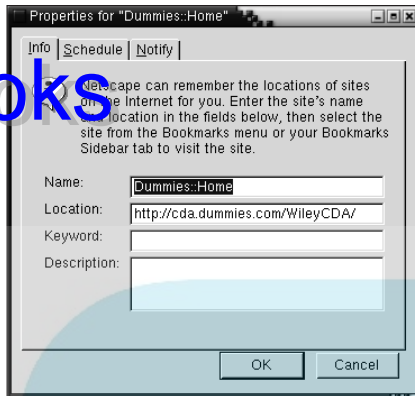 Properties for "Dummies::Home"
Info Schedule Notify
oks
Netscape can remember the locations of sites
on the Internet for you. Enter the site's name
and location in the fields below, then select the
site from the Bookmarks menu or your Bookmarks
Sidebar tab to visit the site.
Name: Dummies::Home
Location: http://cda.dummies.com/WileyCDA/
Keyword:
Description:
OK Cancel